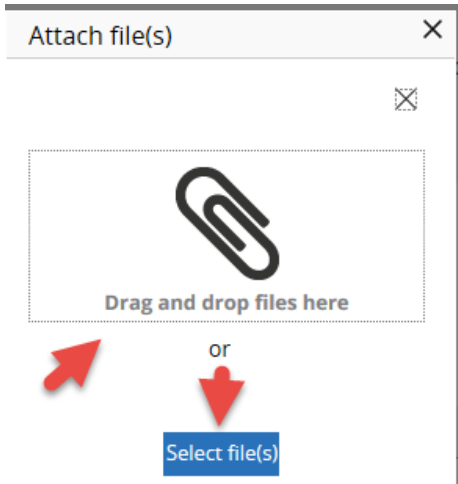 Attach file(s)
Drag and drop files here
or
Select file(s)